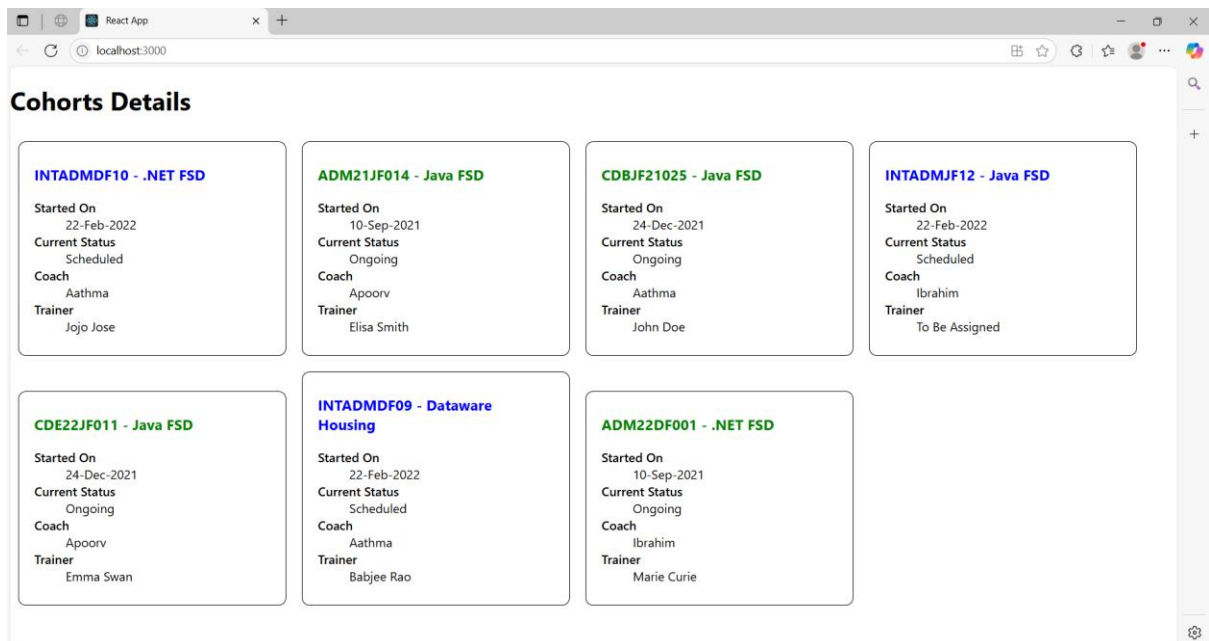 React App
localhost:3000
Cohorts Details
INTADMDF10 - .NET FSD
Started On
22-Feb-2022
Current Status
Scheduled
Coach
Aathma
Trainer
Jojo Jose
ADM21JF014 - Java FSD
Started On
10-Sep-2021
Current Status
Ongoing
Coach
Apoorv
Trainer
Elisa Smith
CDBJF21025 - Java FSD
Started On
24-Dec-2021
Current Status
Ongoing
Coach
Aathma
Trainer
John Doe
INTADMJF12 - Java FSD
Started On
22-Feb-2022
Current Status
Scheduled
Coach
Ibrahim
Trainer
To Be Assigned
CDE22JF011 - Java FSD
Started On
24-Dec-2021
Current Status
Ongoing
Coach
Apoorv
Trainer
Emma Swan
INTADMDF09 - Dataware
Housing
Started On
22-Feb-2022
Current Status
Scheduled
Coach
Aathma
Trainer
Babjee Rao
ADM22DF001 - .NET FSD
Started On
10-Sep-2021
Current Status
Ongoing
Coach
Ibrahim
Trainer
Marie Curie